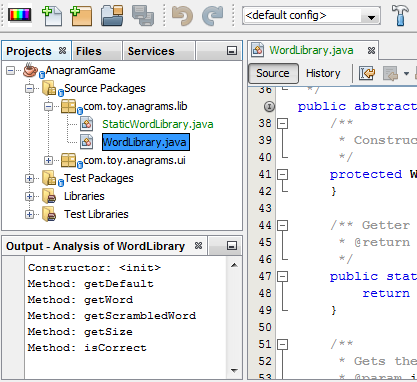 <default config>
Projects Files Services
AnagramGame
Source Packages
com.toy.anagrams.lib
StaticWordLibrary.java
WordLibrary.java
com.toy.anagrams.ui
Test Packages
Libraries
Test Libraries
Output - Analysis of WordLibrary
Constructor: <init>
Method: getDefault
Method: getWord
Method: getScrambledWord
Method: getSize
Method: isCorrect
WordLibrary.java
Source History
36 */
public abstrac
38 /**
39 * Construc
40 */
41 protected W
42 }
43
44 /** Getter
45 * @return
46 */
47 public stat
48 return
49 }
50
51 /**
52 * Gets the
53 * @param i